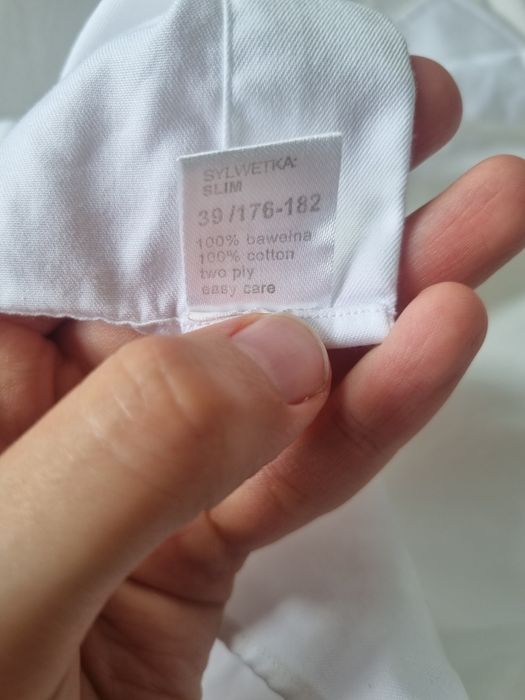 SYLWETKA:
SLIM
39/176-182
100% bawełna
100% cotton
two ply
easy care